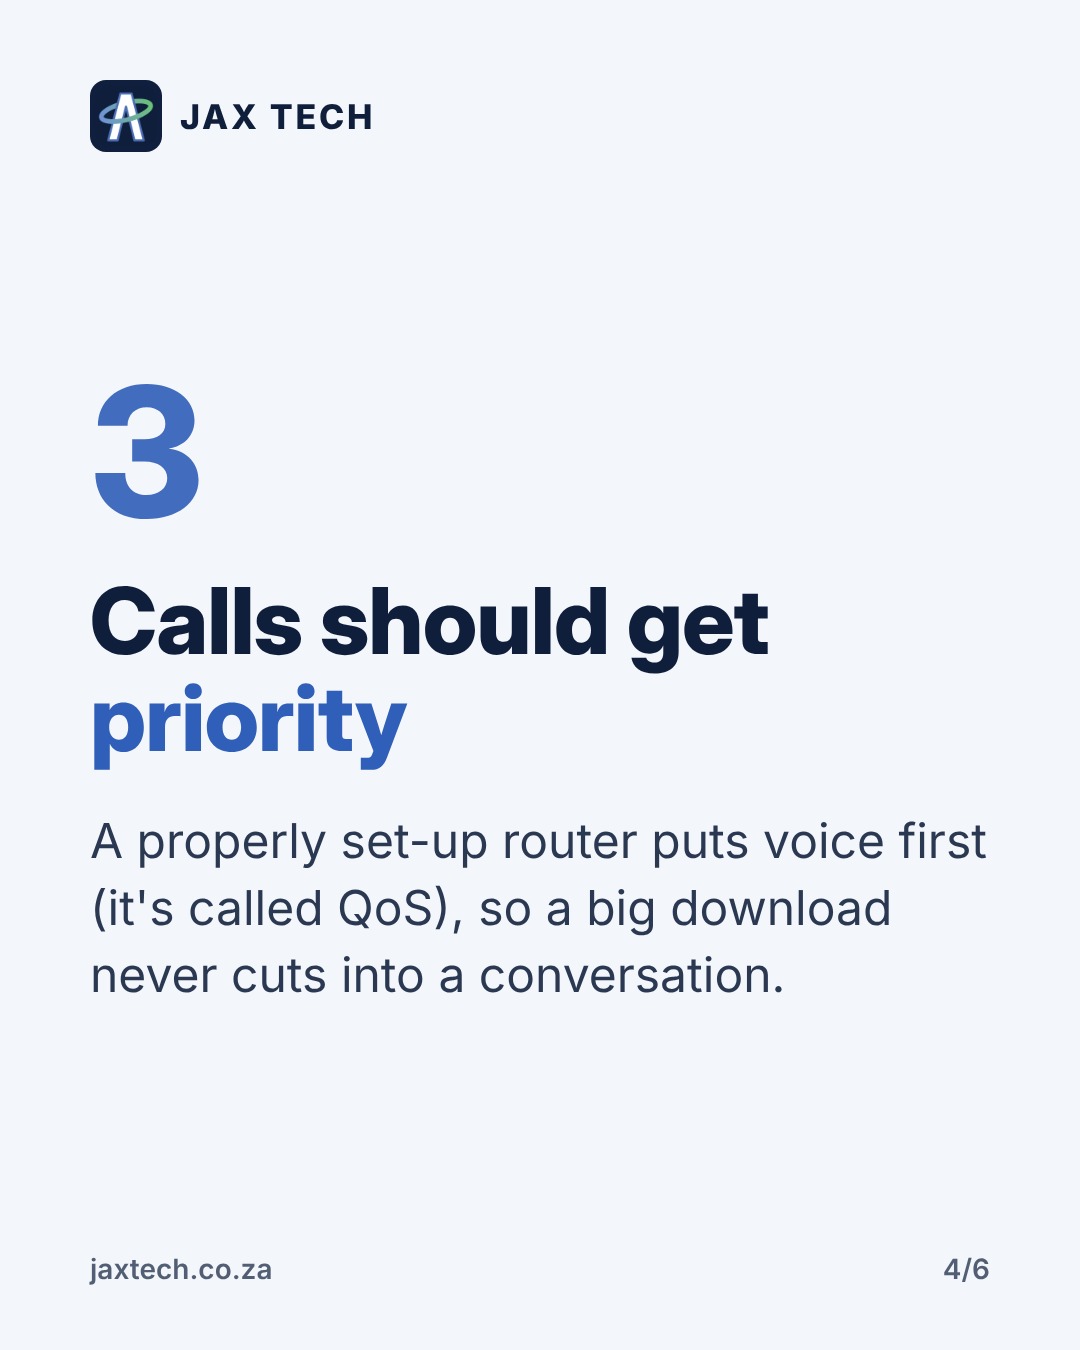 JAX TECH
3
Calls should get
priority
A properly set-up router puts voice first
(it's called QoS), so a big download
never cuts into a conversation.
jaxtech.co.za
4/6